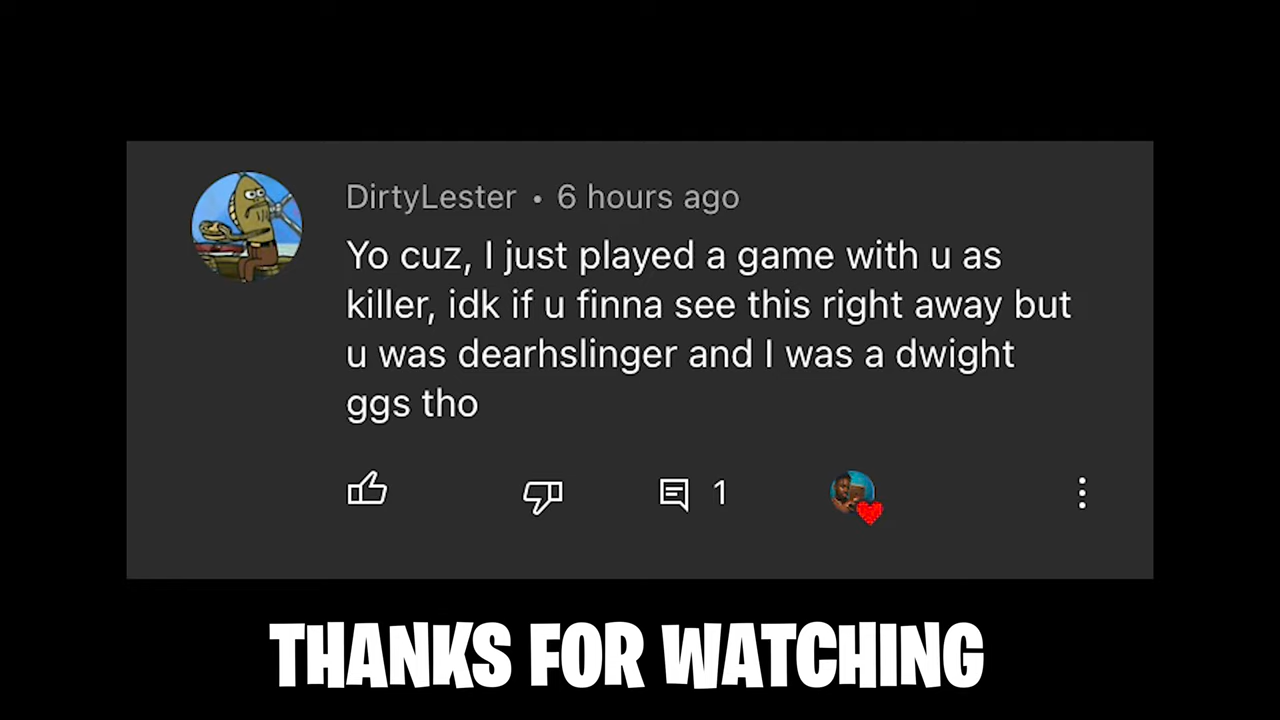 DirtyLester • 6 hours ago
Yo cuz, I just played a game with u as
killer, idk if u finna see this right away but
u was dearhslinger and I was a dwight
ggs tho
1
THANKS FOR WATCHING